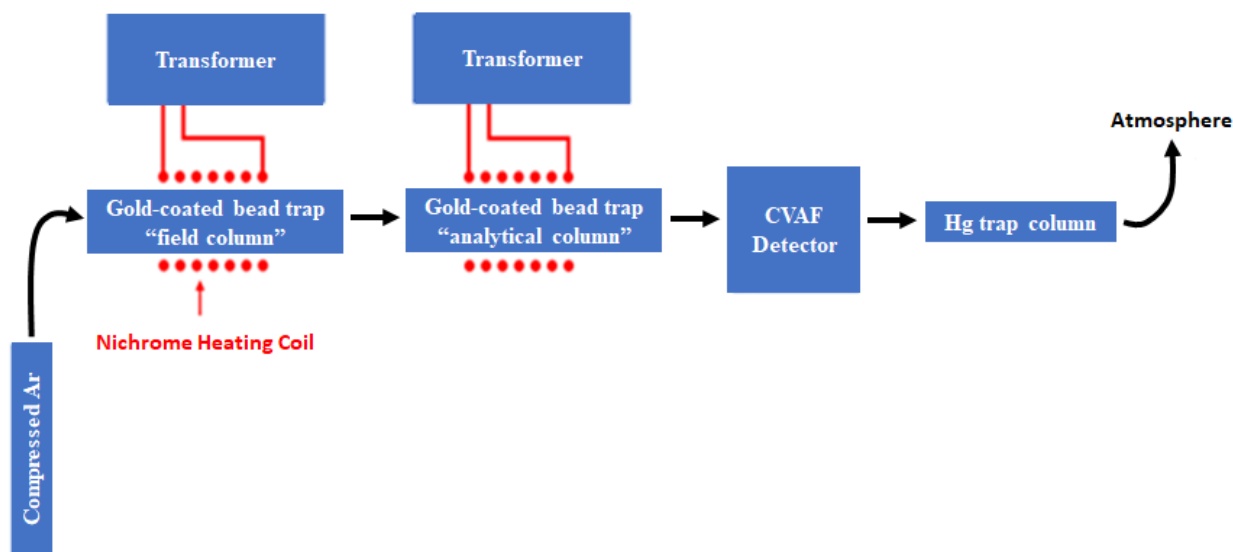 Transformer
Transformer
Atmosphere
Gold-coated bead trap
“field column”
Gold-coated bead trap
“analytical column”
CVAF
Detector
Hg trap column
Nichrome Heating Coil
Compressed Ar